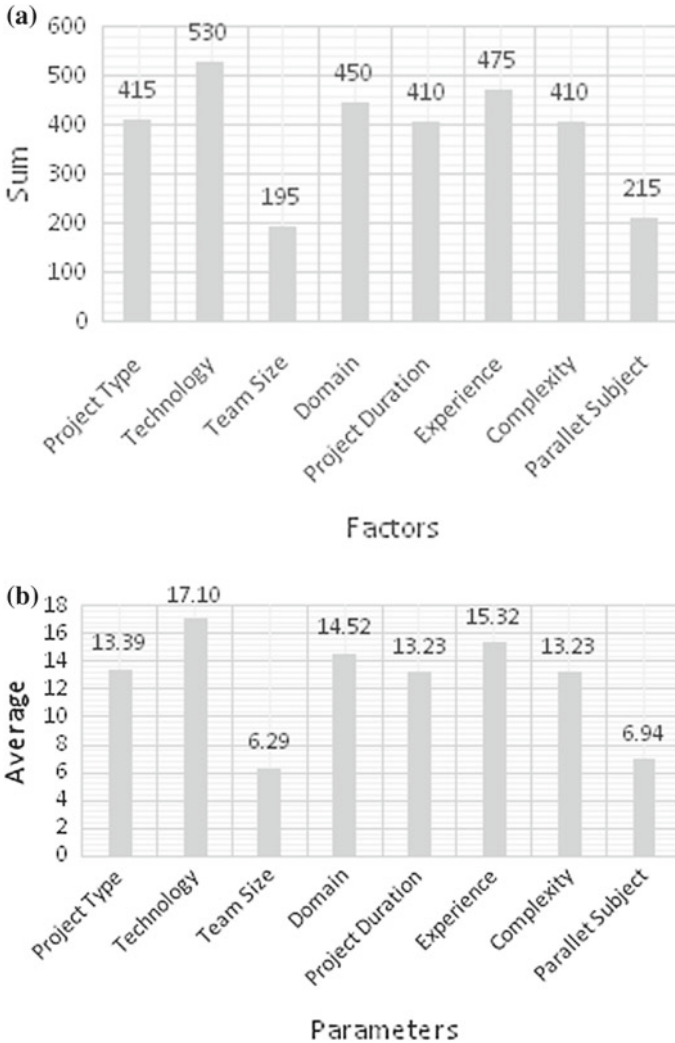 (a)
600
500
400
300
200
100
0
Sum
415
530
195
450
410
475
410
215
Project Type
Technology
Team Size
Domain
Project Duration
Experience
Complexity
Parallet Subject
Factors
(b)
18
16
14
12
10
8
6
4
2
0
Average
13.39
17.10
6.29
14.52
13.23
15.32
13.23
6.94
Project Type
Technology
Team Size
Domain
Project Duration
Experience
Complexity
Parallet Subject
Parameters